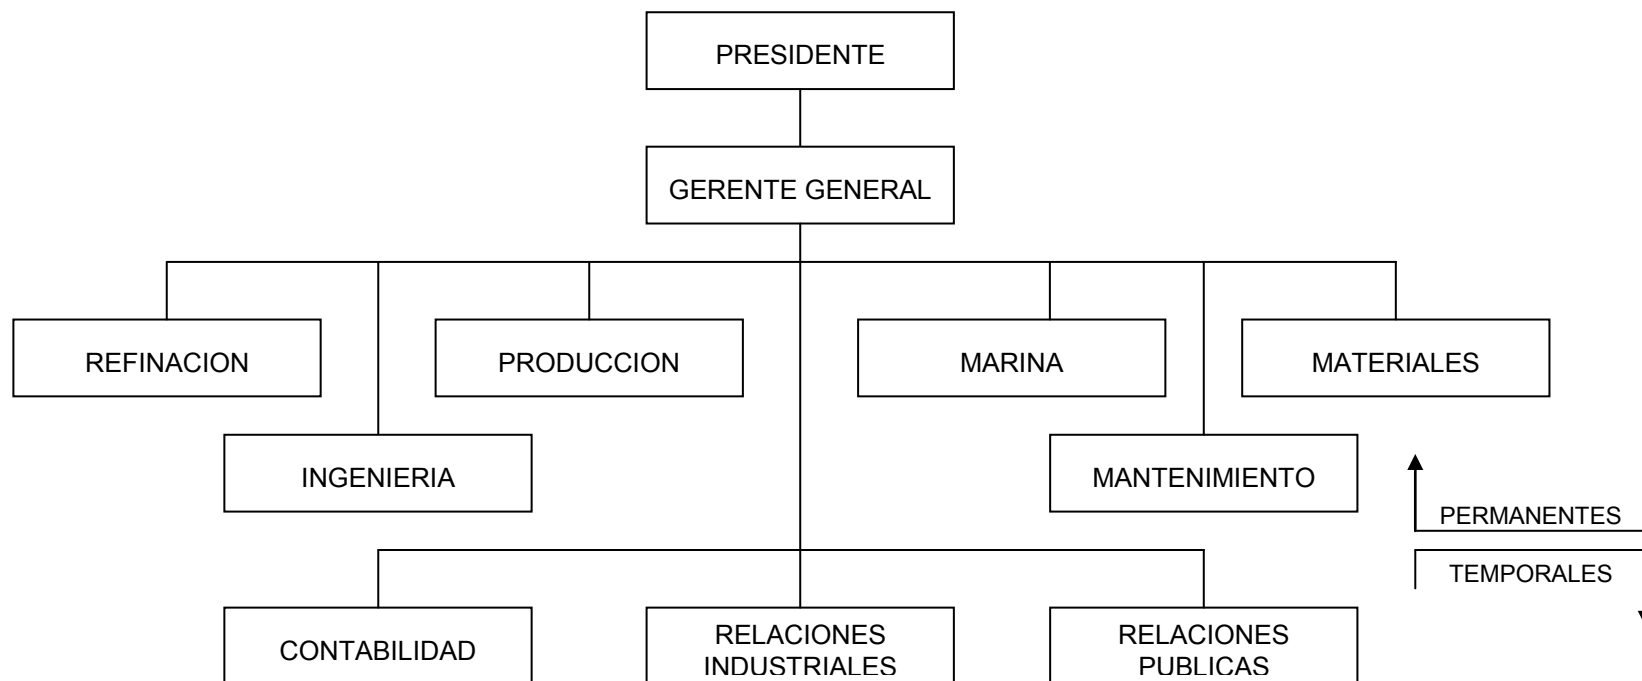 PRESIDENTE
GERENTE GENERAL
REFINACION
PRODUCCION
MARINA
MATERIALES
INGENIERIA
MANTENIMIENTO
PERMANENTES
TEMPORALES
CONTABILIDAD
RELACIONES
INDUSTRIALES
RELACIONES
PUBLICAS